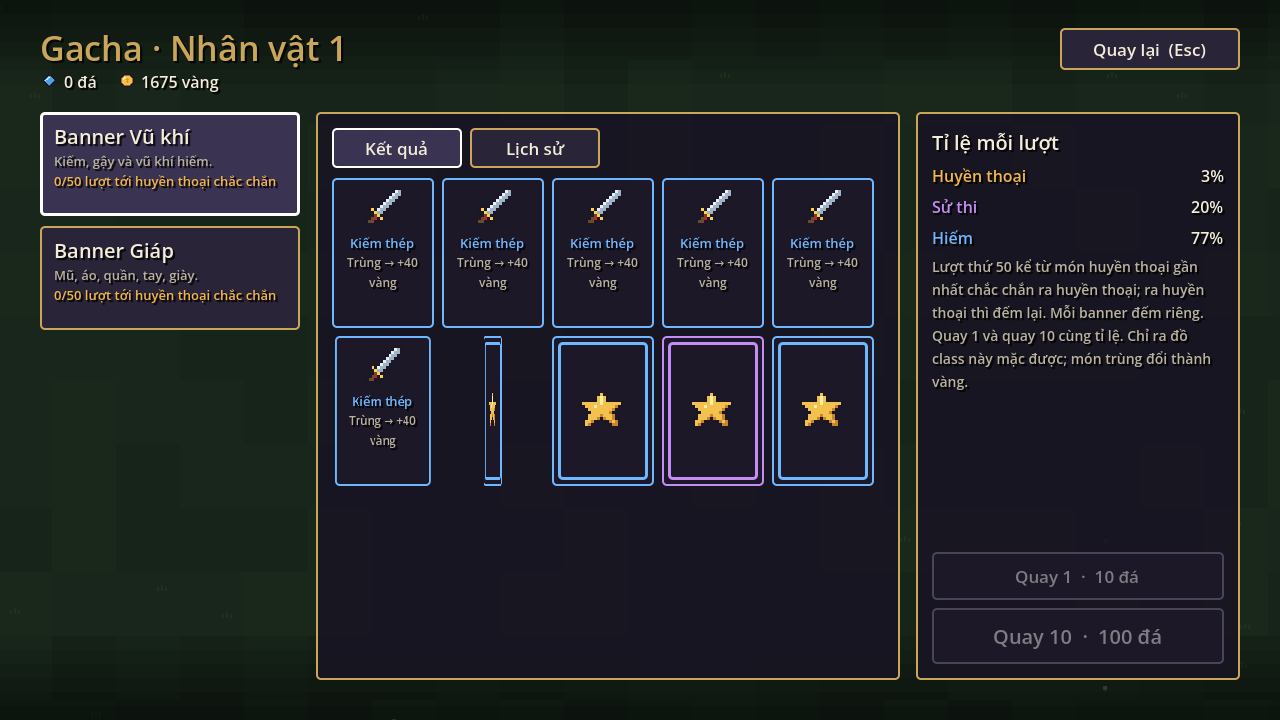 Gacha · Nhân vật 1
0 đá 1675 vàng
Quay lại (Esc)
Banner Vũ khí
Kiếm, gậy và vũ khí hiếm.
0/50 lượt tới huyền thoại chắc chắn
Banner Giáp
Mũ, áo, quần, tay, giày.
0/50 lượt tới huyền thoại chắc chắn
Kết quả
Lịch sử
Kiếm thép
Trùng → +40
vàng
Kiếm thép
Trùng → +40
vàng
Kiếm thép
Trùng → +40
vàng
Kiếm thép
Trùng → +40
vàng
Kiếm thép
Trùng → +40
vàng
Kiếm thép
Trùng → +40
vàng
Tỉ lệ mỗi lượt
Huyền thoại 3%
Sử thi 20%
Hiếm 77%
Lượt thứ 50 kể từ món huyền thoại gần
nhất chắc chắn ra huyền thoại; ra huyền
thoại thì đếm lại. Mỗi banner đếm riêng.
Quay 1 và quay 10 cùng tỉ lệ. Chỉ ra đồ
class này mặc được; món trùng đổi thành
vàng.
Quay 1 · 10 đá
Quay 10 · 100 đá